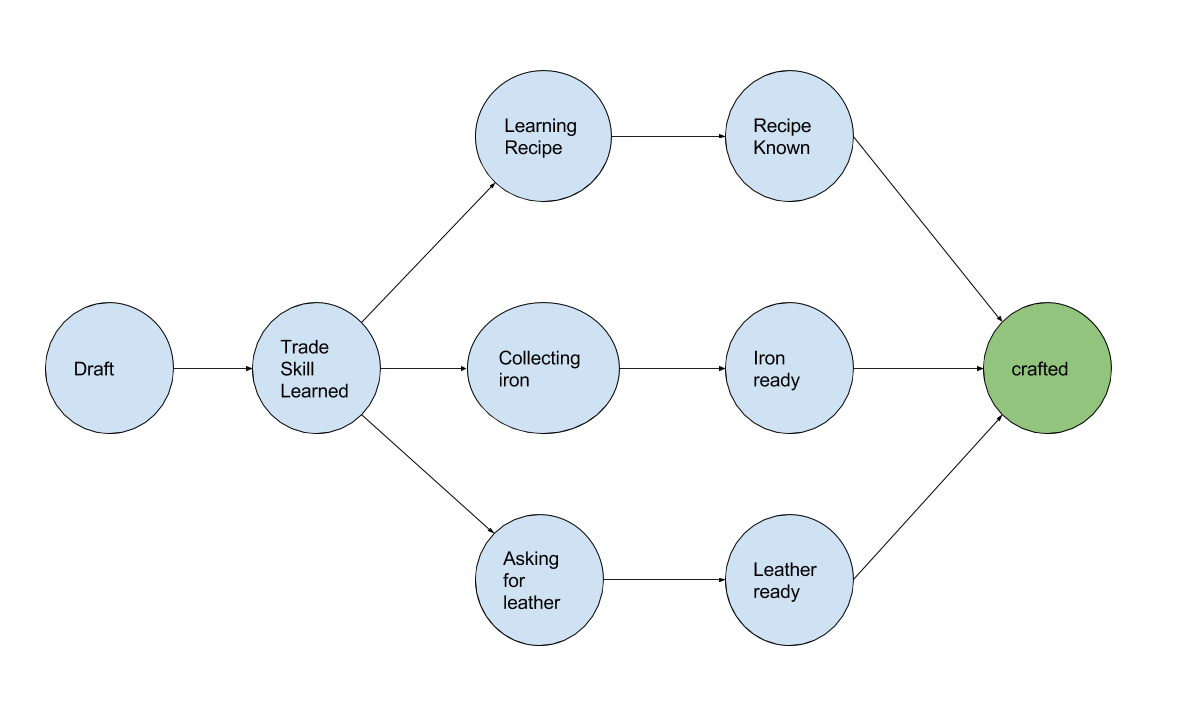 Learning
Recipe
Recipe
Known
Draft
Trade
Skill
Learned
Collecting
iron
Iron
ready
crafted
Asking
for
leather
Leather
ready